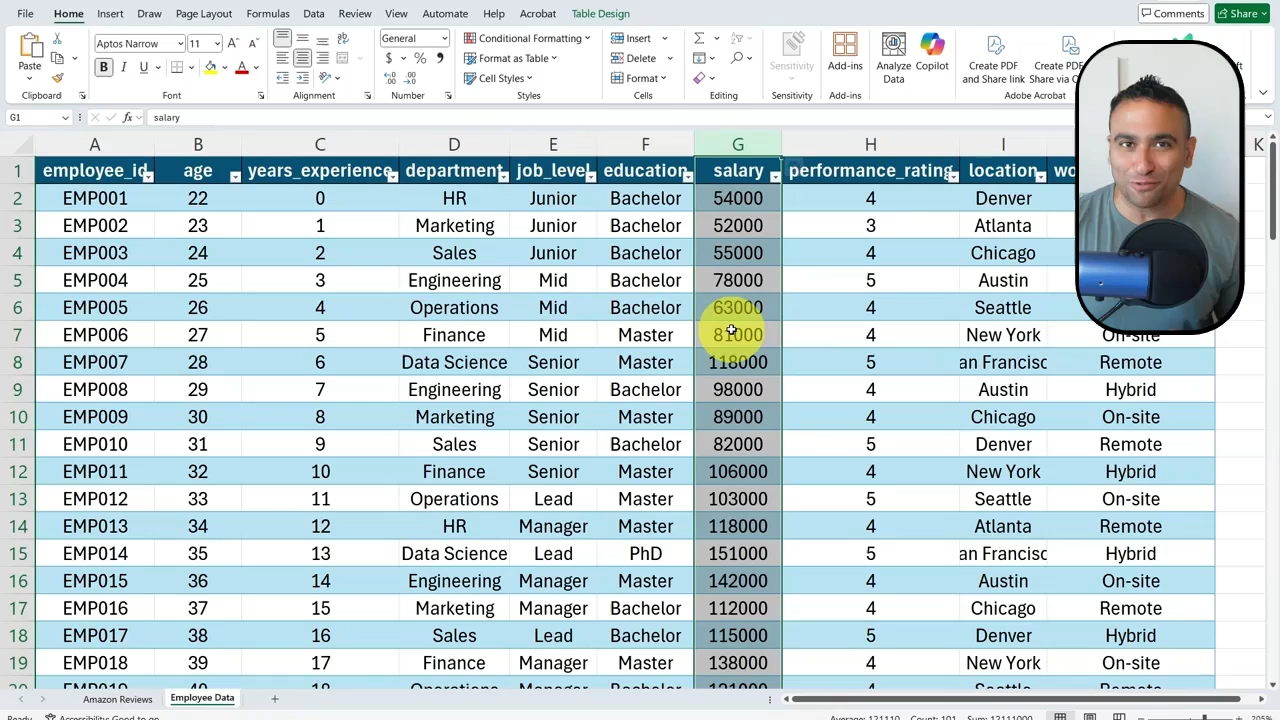 File Home Insert Draw Page Layout Formulas Data Review View Automate Help Acrobat Table Design Comments Share
Paste Aptos Narrow 11 General Conditional Formatting Insert
Format as Table Delete Sensitivity Add-ins Analyze Data Copilot Create PDF and Share link Create PDF Share via
Cell Styles Format
Clipboard Font Alignment Number Styles Cells Editing Sensitivity Add-ins Adobe Acrobat
G1 salary
A B C D E F G H I K
1 employee_id age years_experience department job_level education salary performance_rating location
2 EMP001 22 0 HR Junior Bachelor 54000 4 Denver
3 EMP002 23 1 Marketing Junior Bachelor 52000 3 Atlanta
4 EMP003 24 2 Sales Junior Bachelor 55000 4 Chicago
5 EMP004 25 3 Engineering Mid Bachelor 78000 5 Austin
6 EMP005 26 4 Operations Mid Bachelor 63000 4 Seattle
7 EMP006 27 5 Finance Mid Master 81000 4 New York On-site
8 EMP007 28 6 Data Science Senior Master 118000 5 an Francisc Remote
9 EMP008 29 7 Engineering Senior Bachelor 98000 4 Austin Hybrid
10 EMP009 30 8 Marketing Senior Master 89000 4 Chicago On-site
11 EMP010 31 9 Sales Senior Bachelor 82000 5 Denver Remote
12 EMP011 32 10 Finance Senior Master 106000 4 New York Hybrid
13 EMP012 33 11 Operations Lead Master 103000 5 Seattle On-site
14 EMP013 34 12 HR Manager Master 118000 4 Atlanta Remote
15 EMP014 35 13 Data Science Lead PhD 151000 5 an Francisc Hybrid
16 EMP015 36 14 Engineering Manager Master 142000 4 Austin Remote
17 EMP016 37 15 Marketing Manager Bachelor 112000 4 Chicago Remote
18 EMP017 38 16 Sales Lead Bachelor 115000 5 Denver Hybrid
19 EMP018 39 17 Finance Manager Master 138000 4 New York On-site
Amazon Reviews Employee Data
Ready Accessibility: Good to go Average: 121110 Count: 101 Sum: 12111000 205%